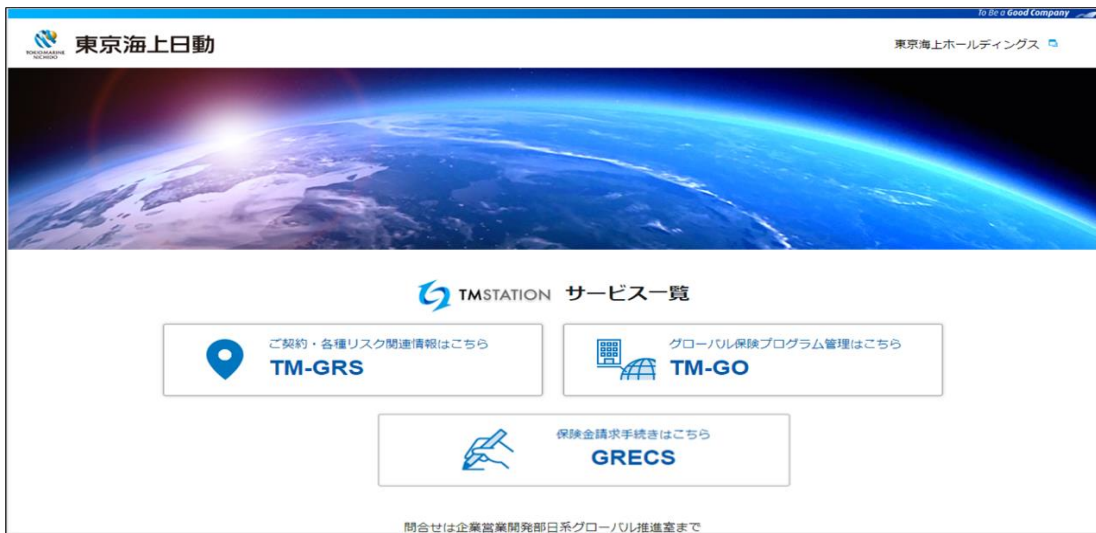 To Be a Good Company
TOKIOMARINE
NICHIDO
東京海上日動
東京海上ホールディングス
TMSTATION サービス一覧
ご契約・各種リスク関連情報はこちら
TM-GRS
グローバル保険プログラム管理はこちら
TM-GO
保険金請求手続きはこちら
GRECS
問合せは企業営業開発部日系グローバル推進室まで